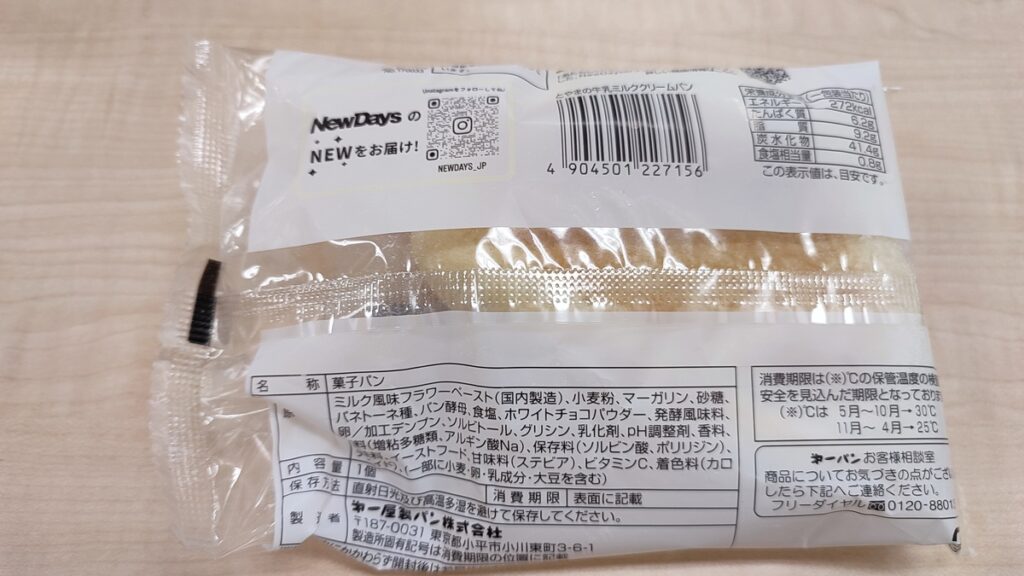 Instagramをフォローしてね!
NewDays の
NEWをお届け!
NEWDAYS_JP
の牛乳ミルククリームパン
4 904501 227156
エネルギー 272kcal
たんぱく質 6.2g
脂質 9.2g
炭水化物 41.4g
食塩相当量 0.8g
この表示値は、目安です。
名称 菓子パン
ミルク風味フラワーペースト(国内製造)、小麦粉、マーガリン、砂糖、
パネトーネ種、パン酵母、食塩、ホワイトチョコパウダー、発酵風味料、
卵/加工デンプン、ソルビトール、グリシン、乳化剤、pH調整剤、香料、
料(増粘多糖類、アルギン酸Na)、保存料(ソルビン酸、ポリリジン)、
ーストフード、甘味料(ステビア)、ビタミンC、着色料(カロ
(一部に小麦・卵・乳成分・大豆を含む)
内容量 1個 消費期限 表面に記載
保存方法 直射日光及び高温多湿を避けて保存してください。
製 者 第一屋製パン株式会社
〒187-0031 東京都小平市小川東町3-6-1
製造所固有記号は消費期限の位置に記載
かかわらず開封後は
消費期限は(※)℃の保管温度の検
安全を見込んだ期限となっており
(※)℃は 5月~10月→30℃
11月~ 4月→25℃
第一パン お客様相談室
商品についてお気づきの点がござ
したら下記へご連絡ください。
フリーダイヤル 0120-8801